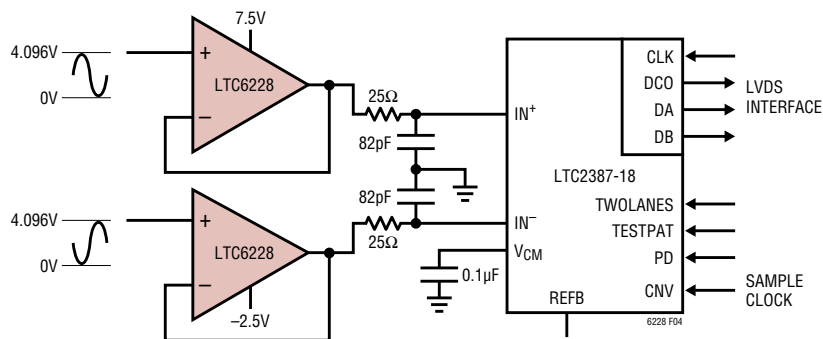 7.5V
4.096V
+
LTC6228
0V
–
25Ω
82pF
82pF
25Ω
4.096V
+
LTC6228
0V
–
–2.5V
0.1µF
IN+
IN–
VCM
REFB
LTC2387-18
CLK
DCO
DA
DB
LVDS
INTERFACE
TWOLANES
TESTPAT
PD
CNV
SAMPLE
CLOCK
6228 F04